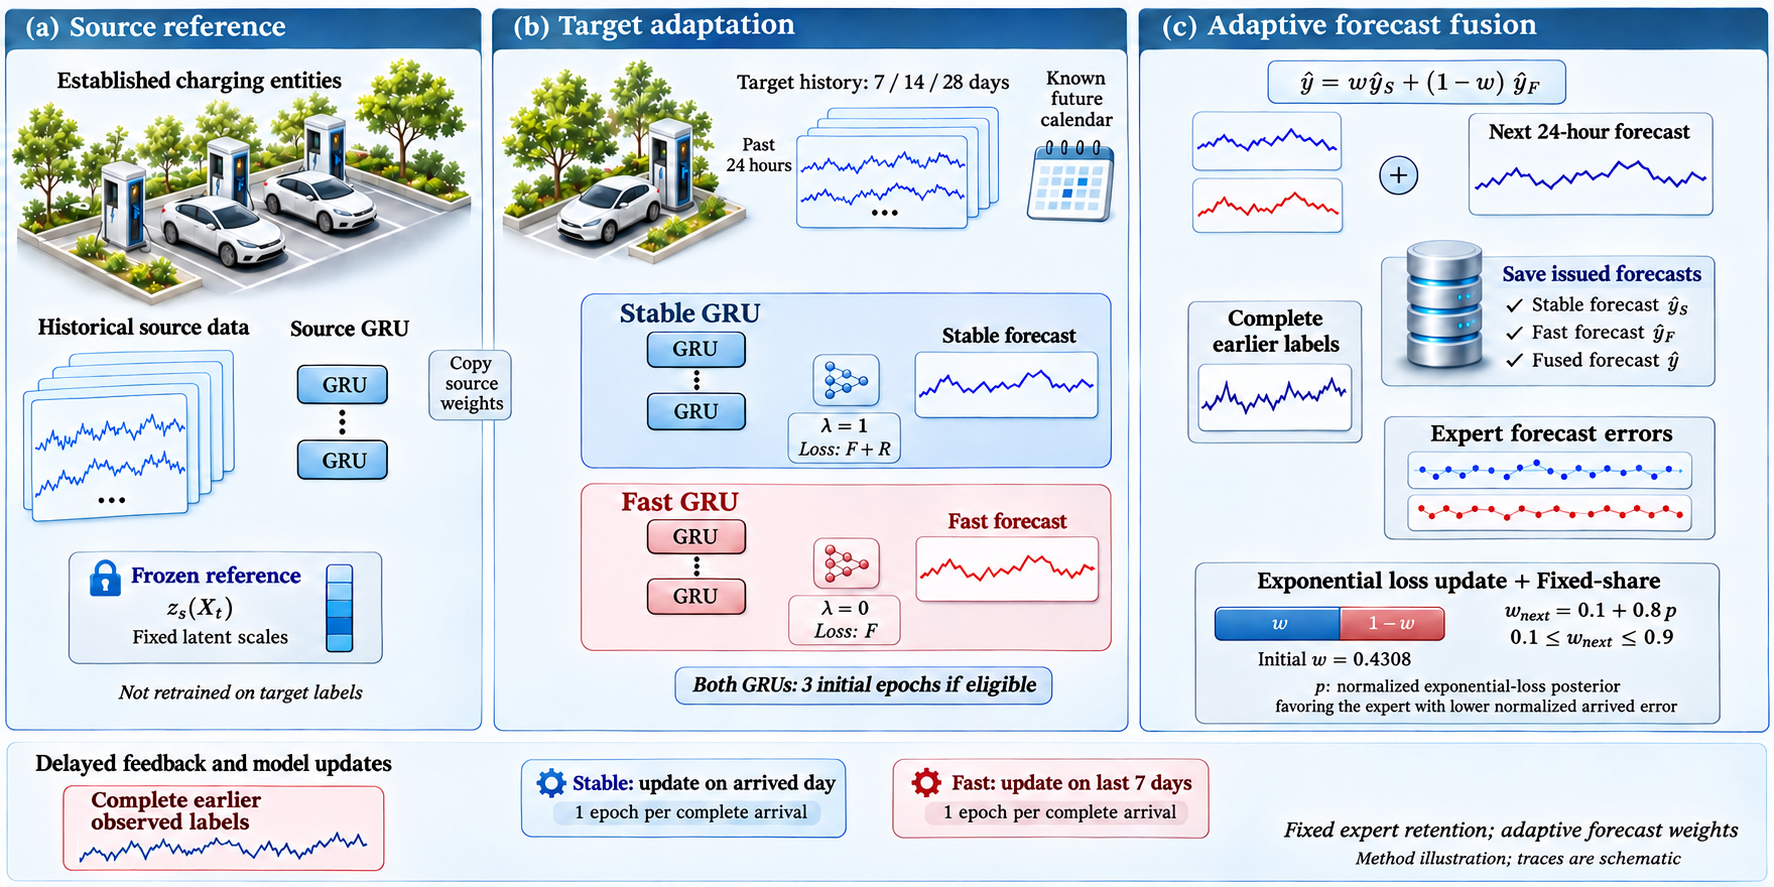 (a) Source reference
Established charging entities
Historical source data
Source GRU
GRU
GRU
...
Frozen reference
z_s(X_t)
Fixed latent scales
Not retrained on target labels
Copy
source
weights
(b) Target adaptation
Target history: 7 / 14 / 28 days
Past
24 hours
...
Known
future
calendar
Stable GRU
GRU
GRU
λ = 1
Loss: F + R
Stable forecast
Fast GRU
GRU
GRU
λ = 0
Loss: F
Fast forecast
Both GRUs: 3 initial epochs if eligible
(c) Adaptive forecast fusion
ŷ = wŷ_S + (1 − w) ŷ_F
+
Next 24-hour forecast
Save issued forecasts
✓ Stable forecast ŷ_S
✓ Fast forecast ŷ_F
✓ Fused forecast ŷ
Complete
earlier labels
Expert forecast errors
Exponential loss update + Fixed-share
w
1 − w
Initial w = 0.4308
w_next = 0.1 + 0.8 p
0.1 ≤ w_next ≤ 0.9
p: normalized exponential-loss posterior
favoring the expert with lower normalized arrived error
Delayed feedback and model updates
Complete earlier
observed labels
Stable: update on arrived day
1 epoch per complete arrival
Fast: update on last 7 days
1 epoch per complete arrival
Fixed expert retention; adaptive forecast weights
Method illustration; traces are schematic